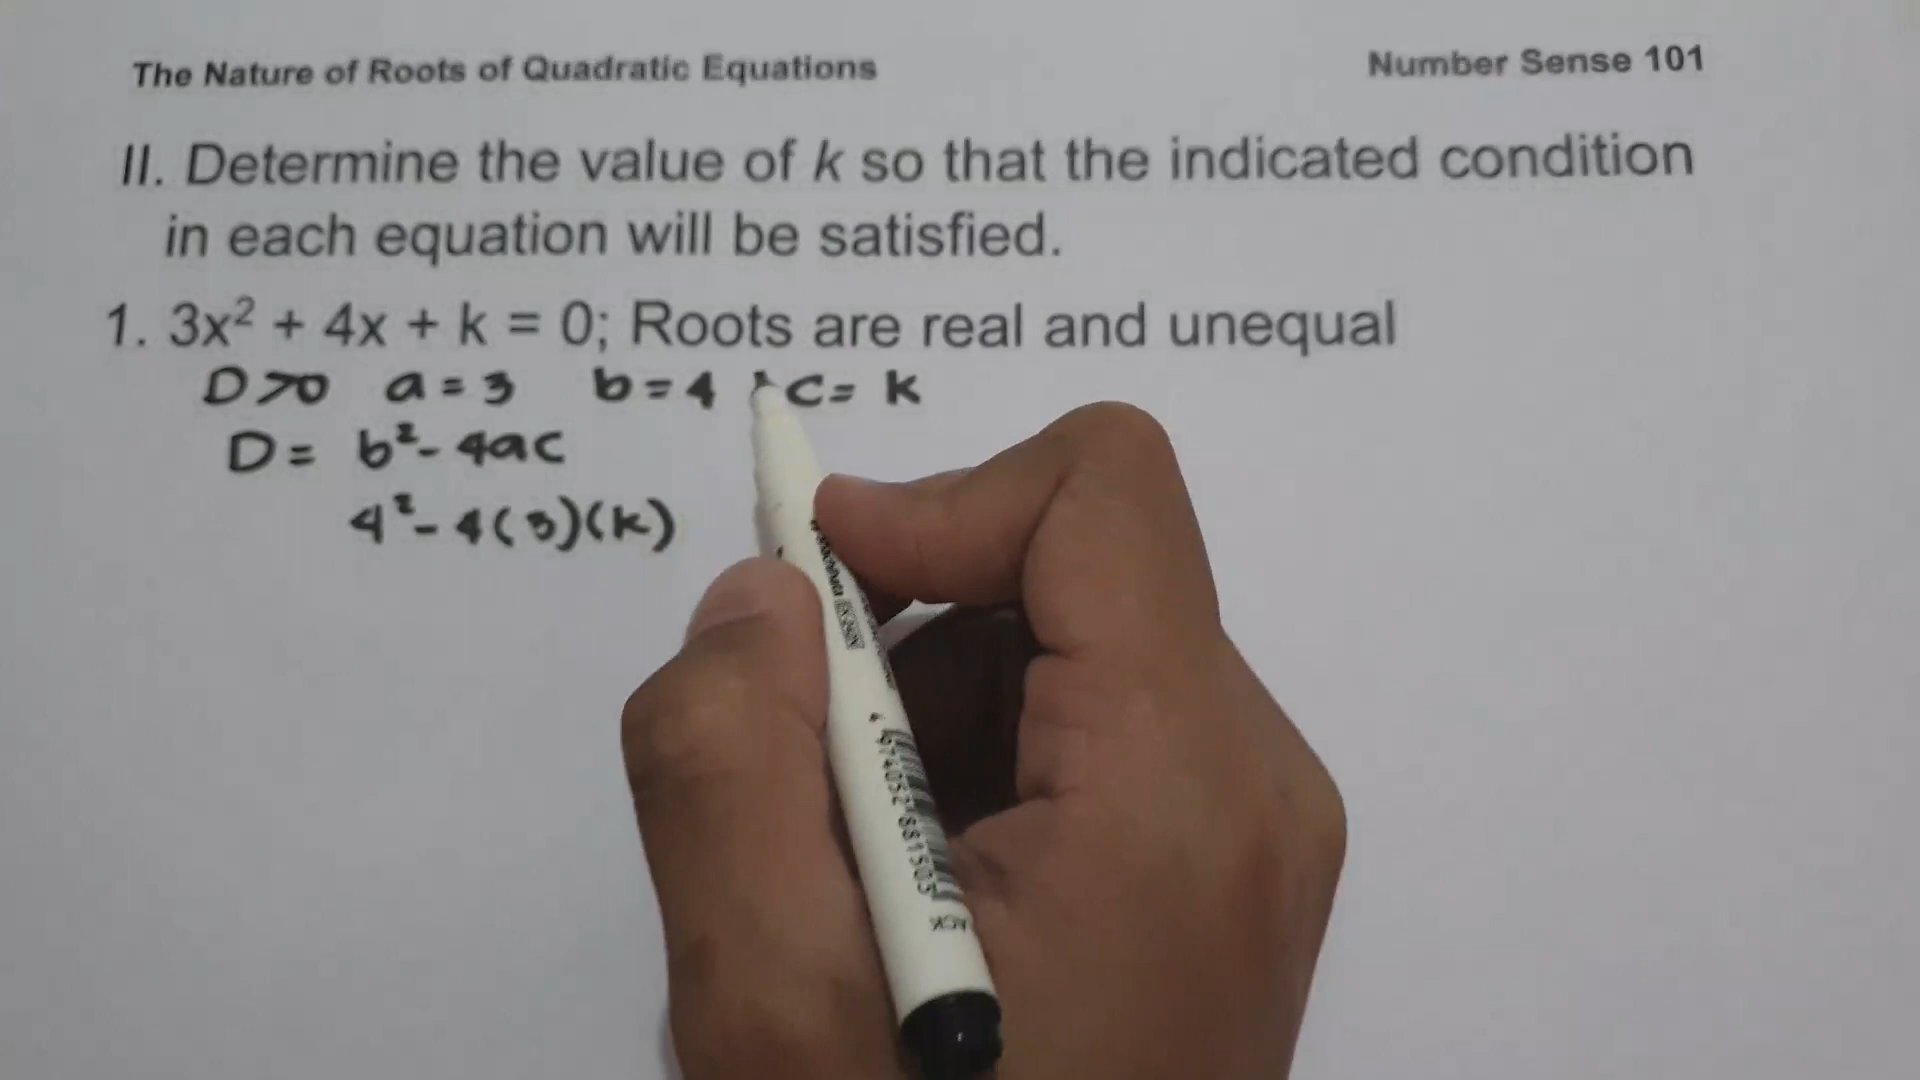 The Nature of Roots of Quadratic Equations Number Sense 101
II. Determine the value of k so that the indicated condition
in each equation will be satisfied.
1. 3x² + 4x + k = 0; Roots are real and unequal
D>0 a = 3 b = 4 c = k
D = b² - 4ac
4² - 4(3)(k)